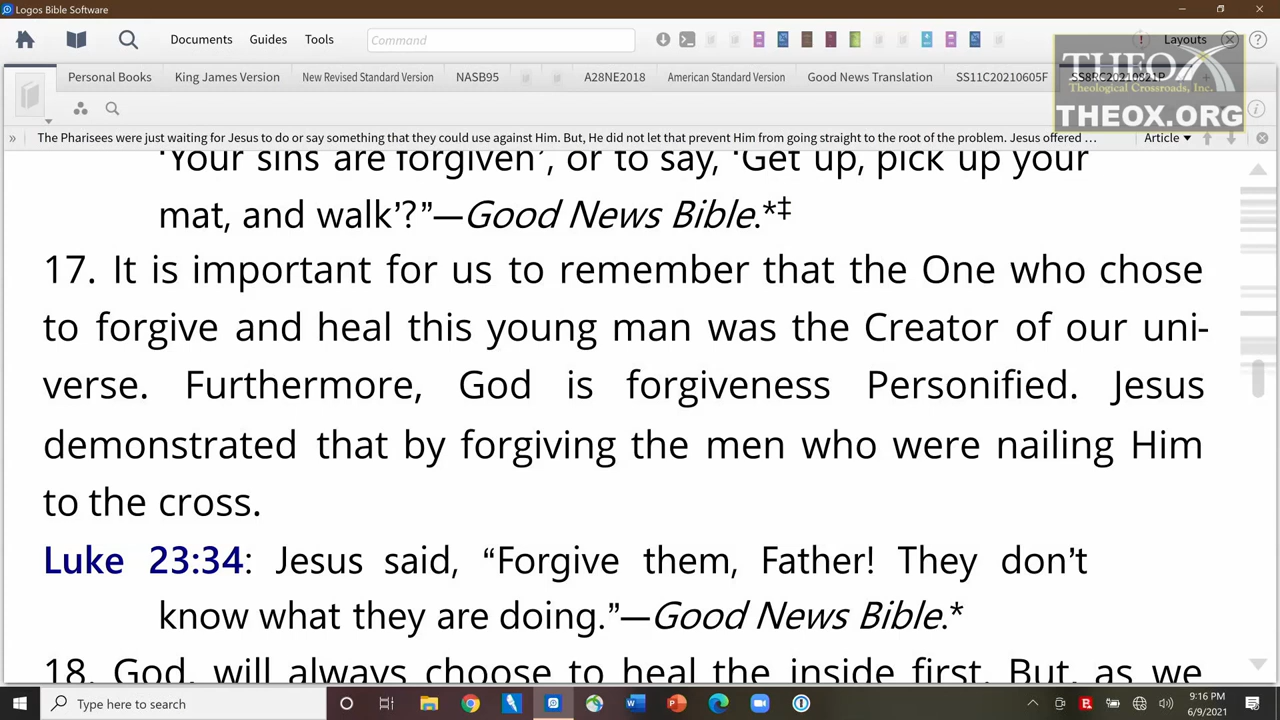 Logos Bible Software
Documents Guides Tools Command Layouts
THEOX
Theological Crossroads, Inc.
THEOX.ORG
Personal Books King James Version New Revised Standard Version NASB95 A28NE2018 American Standard Version Good News Translation SS11C20210605F
The Pharisees were just waiting for Jesus to do or say something that they could use against Him. But, He did not let that prevent Him from going straight to the root of the problem. Jesus offered ... Article
‘Your sins are forgiven’, or to say, ‘Get up, pick up your
mat, and walk’?”—Good News Bible.*‡
17. It is important for us to remember that the One who chose
to forgive and heal this young man was the Creator of our uni-
verse. Furthermore, God is forgiveness Personified. Jesus
demonstrated that by forgiving the men who were nailing Him
to the cross.
Luke 23:34: Jesus said, “Forgive them, Father! They don’t
know what they are doing.”—Good News Bible.*
18. God, will always choose to heal the inside first. But, as we
Type here to search
9:16 PM
6/9/2021